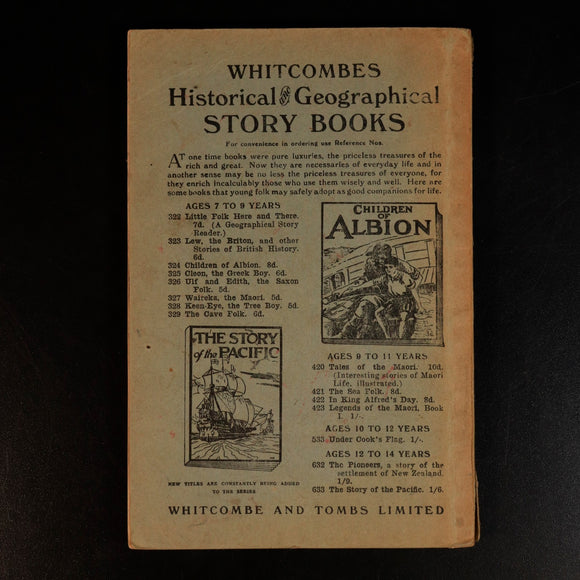 WHITCOMBES
Historical and Geographical
STORY BOOKS
For convenience in ordering use Reference Nos.
AT one time books were pure luxuries, the priceless treasures of the
rich and great. Now they are necessaries of everyday life and in
another sense may be no less the priceless treasures of everyone, for
they enrich incalculably those who use them wisely and well. Here are
some books that young folk may safely adopt as good companions for life.
AGES 7 TO 9 YEARS
322 Little Folk Here and There.
7d. (A Geographical Story
Reader.)
323 Lew, the Briton, and other
Stories of British History.
6d.
324 Children of Albion. 8d.
325 Cleon, the Greek Boy. 6d.
326 Ulf and Edith, the Saxon
Folk. 5d.
327 Waireka, the Maori. 5d.
328 Keen-Eye, the Tree Boy. 5d.
329 The Cave Folk. 6d.
THE STORY
of the PACIFIC
NEW TITLES ARE CONSTANTLY BEING ADDED
TO THE SERIES
CHILDREN
OF
ALBION
AGES 9 TO 11 YEARS
420 Tales of the Maori. 10d.
(Interesting stories of Maori
Life, illustrated.)
421 The Sea Folk. 8d.
422 In King Alfred's Day. 8d.
423 Legends of the Maori, Book
I. 1/-.
AGES 10 TO 12 YEARS
533 Under Cook's Flag. 1/-.
AGES 12 TO 14 YEARS
632 The Pioneers, a story of the
settlement of New Zealand.
1/9.
633 The Story of the Pacific. 1/6.
WHITCOMBE AND TOMBS LIMITED